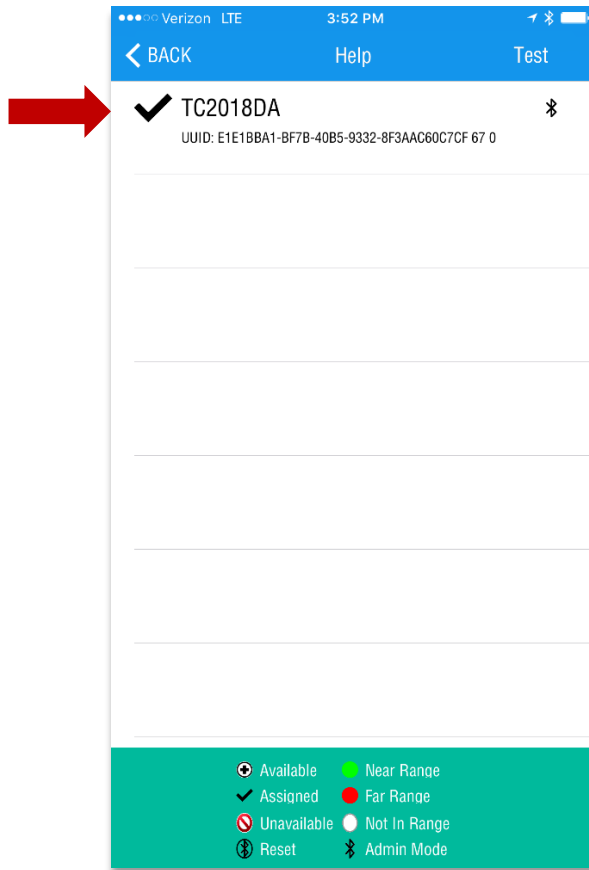 Verizon LTE 3:52 PM
BACK Help Test
TC2018DA
UUID: E1E1BBA1-BF7B-40B5-9332-8F3AAC60C7CF 67 0
Available Near Range
Assigned Far Range
Unavailable Not In Range
Reset Admin Mode